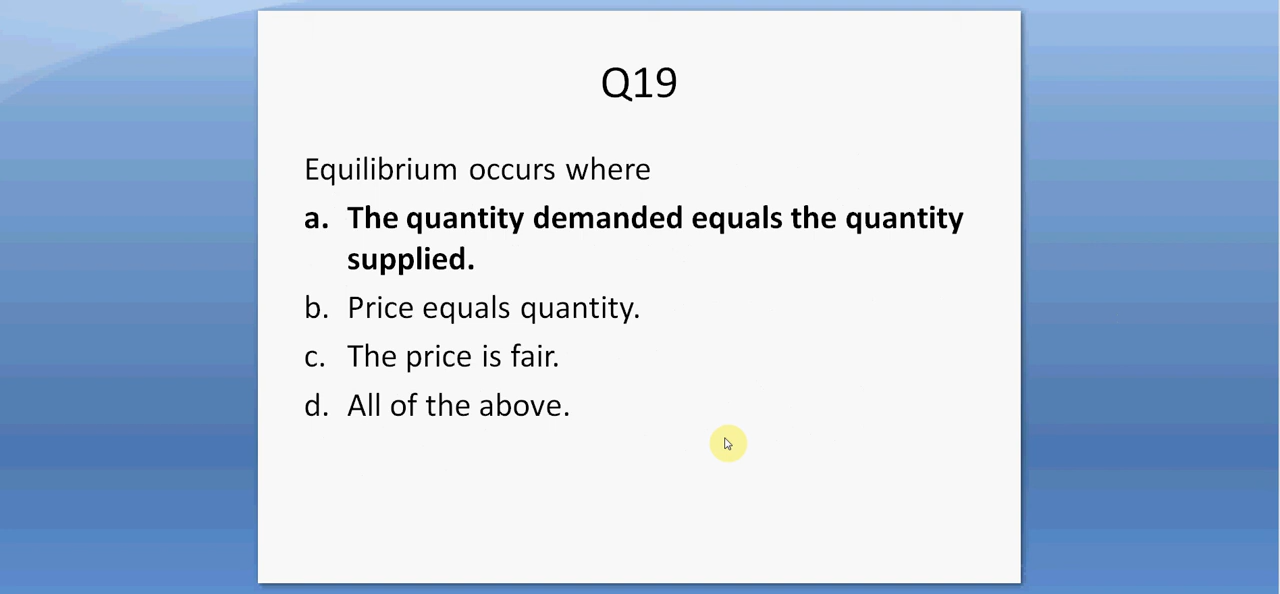 Q19
Equilibrium occurs where
a. The quantity demanded equals the quantity
supplied.
b. Price equals quantity.
c. The price is fair.
d. All of the above.